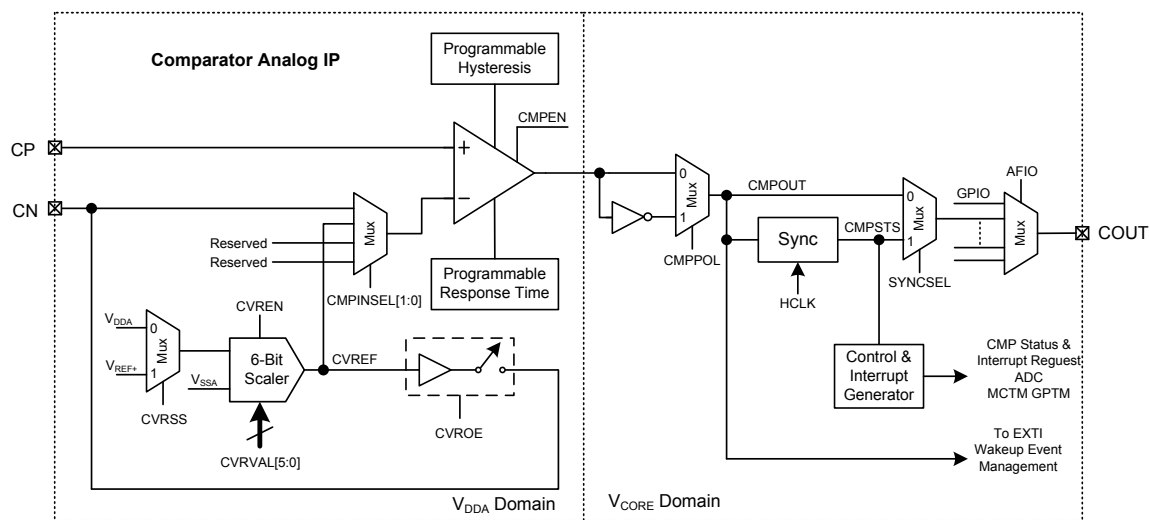 Comparator Analog IP
Programmable
Hysteresis
CMPEN
CP
CN
+
−
Mux
Reserved
Reserved
CMPINSEL[1:0]
Programmable
Response Time
0
1
Mux
CMPPOL
CMPOUT
Sync
HCLK
CMPSTS
0
1
Mux
SYNCSEL
GPIO
AFIO
Mux
COUT
VDDA
VREF+
0
1
Mux
CVRSS
CVREN
6-Bit
Scaler
VSSA
CVRVAL[5:0]
CVREF
CVROE
Control &
Interrupt
Generator
CMP Status &
Interrupt Reguest
ADC
MCTM GPTM
To EXTI
Wakeup Event
Management
VDDA Domain
VCORE Domain